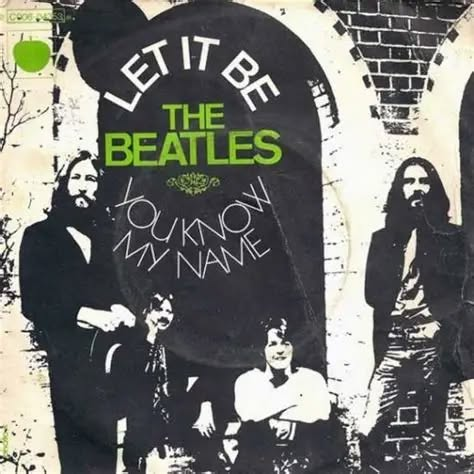 LET IT BE
THE
BEATLES
YOU KNOW
MY NAME